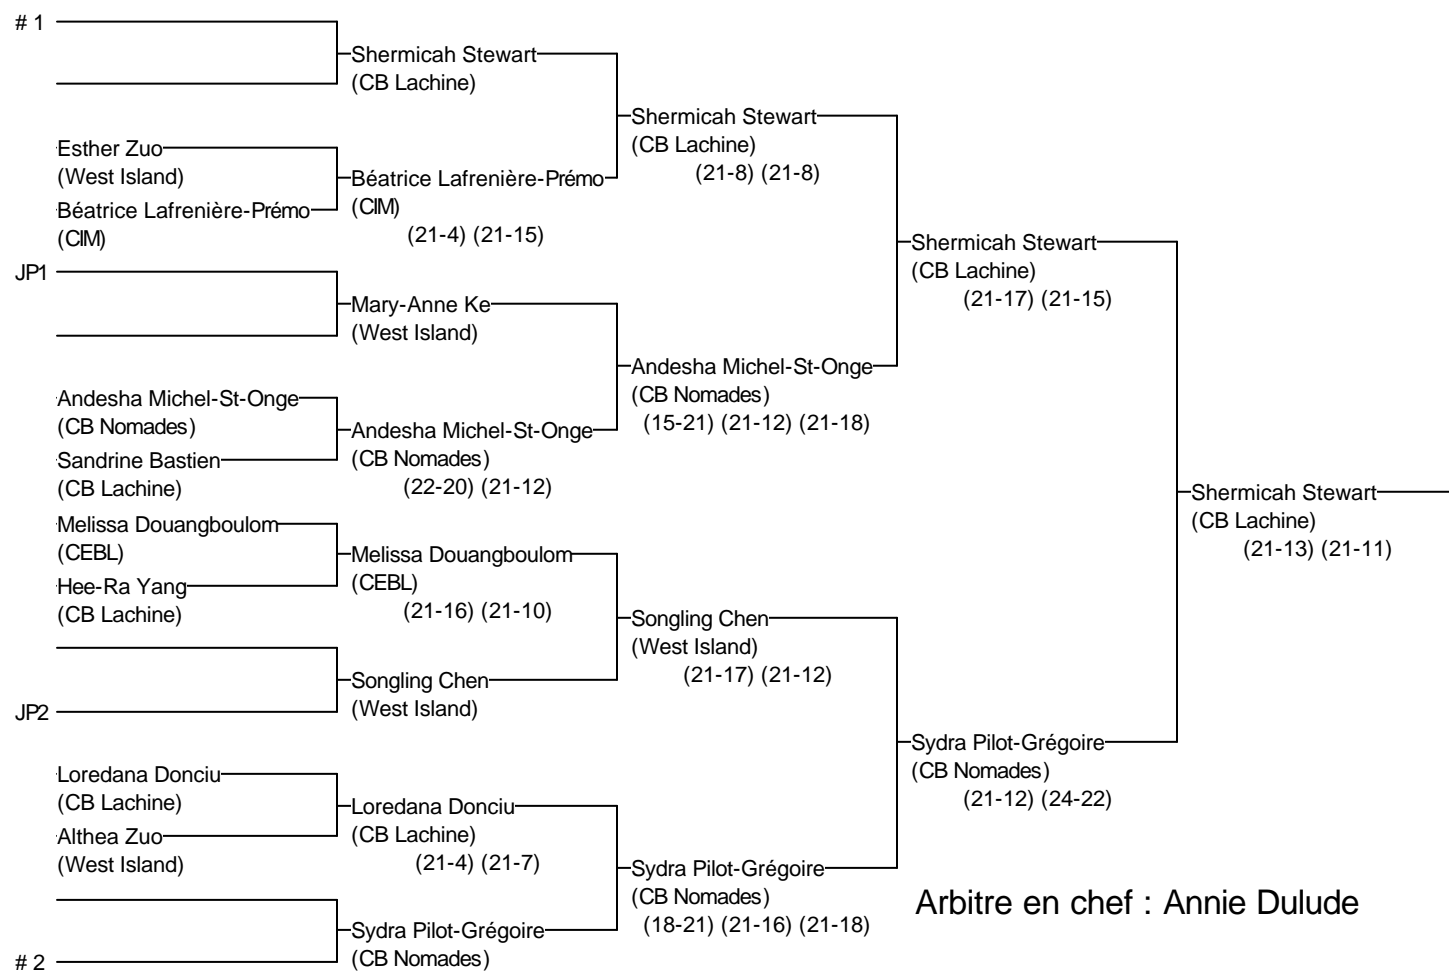 # 1
Shermicah Stewart
(CB Lachine)
Shermicah Stewart
(CB Lachine)
(21-8) (21-8)
Esther Zuo
(West Island)
Béatrice Lafrenière-Prémo
(CIM)
Béatrice Lafrenière-Prémo
(CIM)
(21-4) (21-15)
Shermicah Stewart
(CB Lachine)
(21-17) (21-15)
JP1
Mary-Anne Ke
(West Island)
Andesha Michel-St-Onge
(CB Nomades)
(15-21) (21-12) (21-18)
Andesha Michel-St-Onge
(CB Nomades)
Sandrine Bastien
(CB Lachine)
Andesha Michel-St-Onge
(CB Nomades)
(22-20) (21-12)
Shermicah Stewart
(CB Lachine)
(21-13) (21-11)
Melissa Douangboulom
(CEBL)
Hee-Ra Yang
(CB Lachine)
Melissa Douangboulom
(CEBL)
(21-16) (21-10)
Songling Chen
(West Island)
(21-17) (21-12)
Songling Chen
(West Island)
JP2
Sydra Pilot-Grégoire
(CB Nomades)
(21-12) (24-22)
Loredana Donciu
(CB Lachine)
Althea Zuo
(West Island)
Loredana Donciu
(CB Lachine)
(21-4) (21-7)
Sydra Pilot-Grégoire
(CB Nomades)
(18-21) (21-16) (21-18)
Arbitre en chef : Annie Dulude
Sydra Pilot-Grégoire
(CB Nomades)
# 2